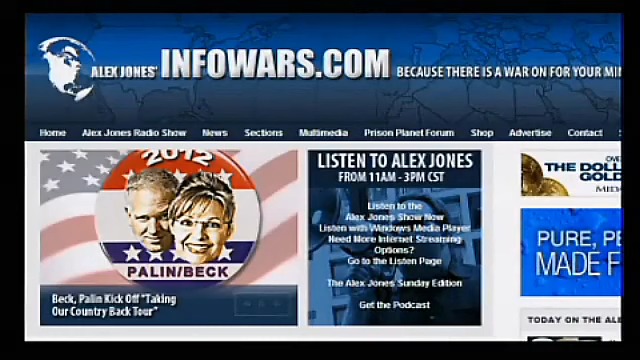 ALEX JONES' INFOWARS.COM BECAUSE THERE IS A WAR ON FOR YOUR MIN
Home Alex Jones Radio Show News Sections Multimedia Prison Planet Forum Shop Advertise Contact
2012
PALIN/BECK
Beck, Palin Kick Off "Taking
Our Country Back Tour"
LISTEN TO ALEX JONES
FROM 11AM - 3PM CST
Listen to the
Alex Jones Show Now
Listen with Windows Media Player
Need More Internet Streaming
Options?
Go to the Listen Page
The Alex Jones Sunday Edition
Get the Podcast
OVE
THE DOLL
GOLD
MID
PURE, PE
MADE F
TODAY ON THE ALE